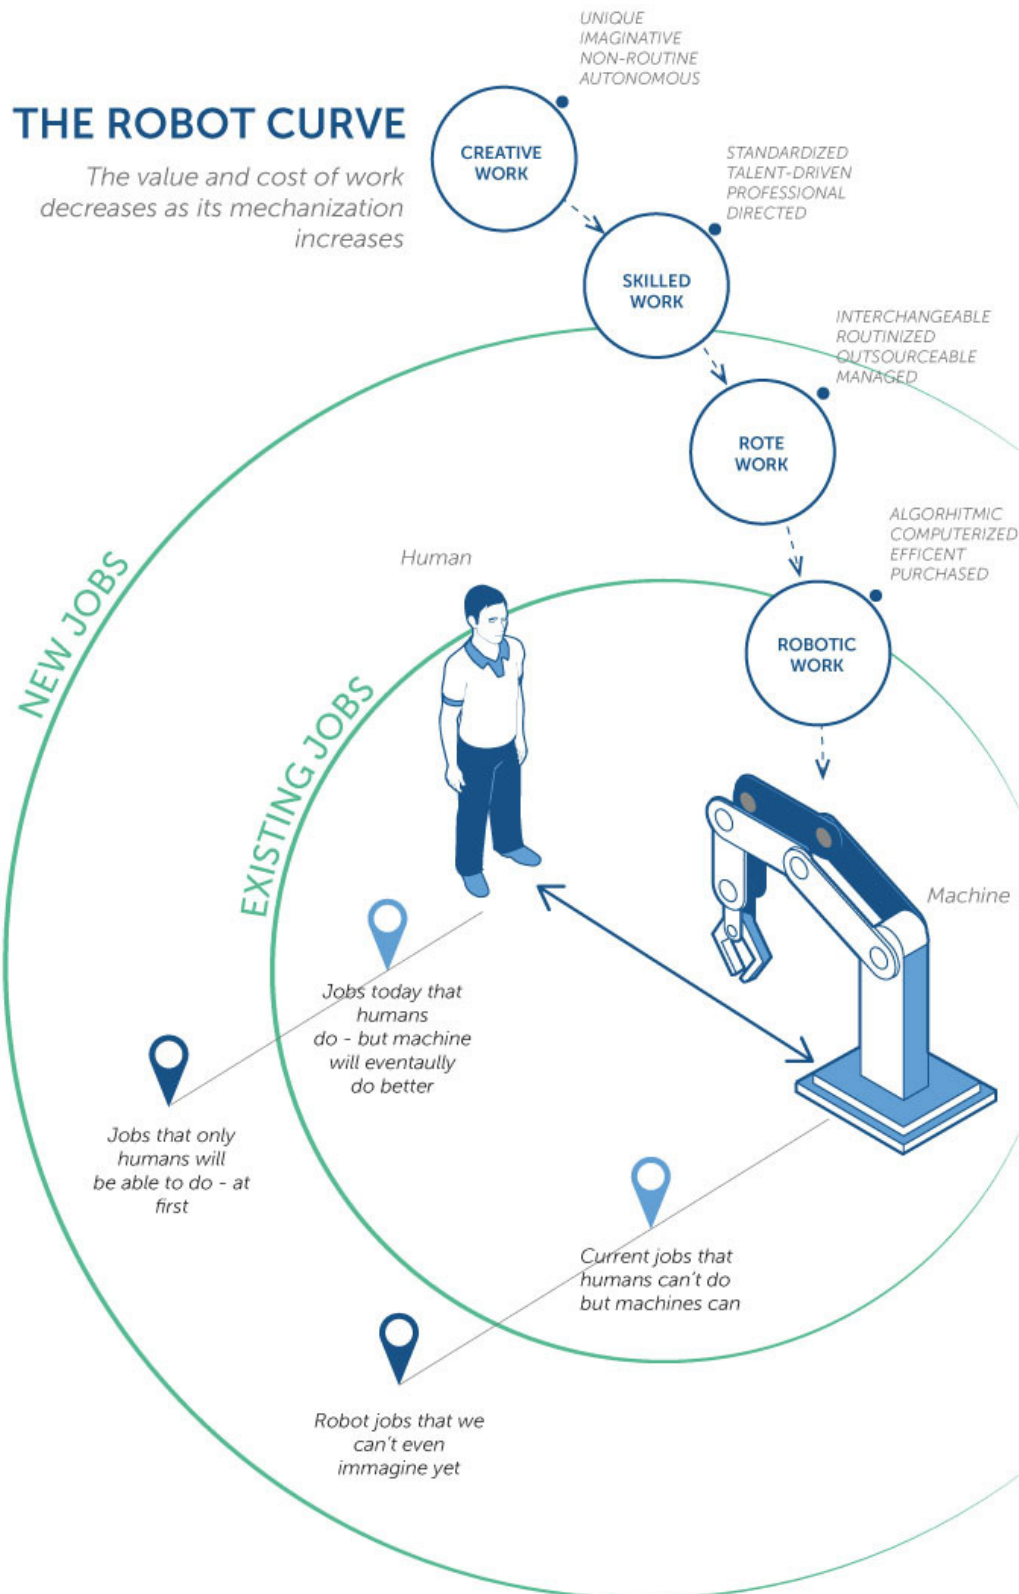 THE ROBOT CURVE
The value and cost of work
decreases as its mechanization
increases
UNIQUE
IMAGINATIVE
NON-ROUTINE
AUTONOMOUS
CREATIVE
WORK
STANDARDIZED
TALENT-DRIVEN
PROFESSIONAL
DIRECTED
SKILLED
WORK
INTERCHANGEABLE
ROUTINIZED
OUTSOURCEABLE
MANAGED
ROTE
WORK
ALGORHITMIC
COMPUTERIZED
EFFICENT
PURCHASED
ROBOTIC
WORK
Human
NEW JOBS
EXISTING JOBS
Machine
Jobs today that
humans
do - but machine
will eventaully
do better
Jobs that only
humans will
be able to do - at
first
Current jobs that
humans can't do
but machines can
Robot jobs that we
can't even
immagine yet